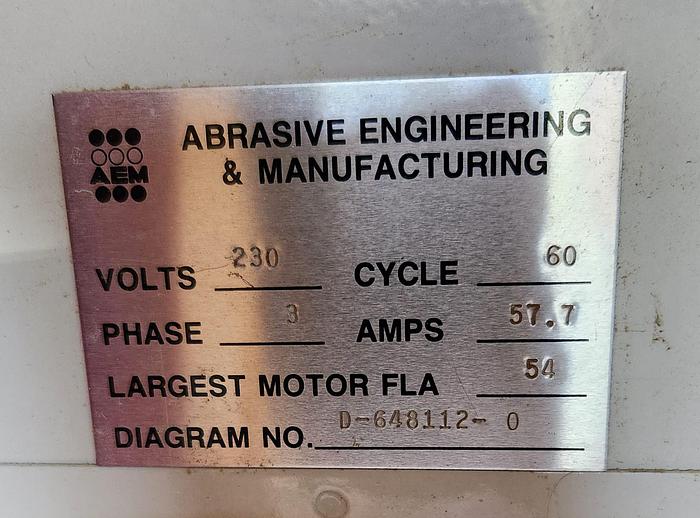 AEM
ABRASIVE ENGINEERING
& MANUFACTURING
VOLTS 230 CYCLE 60
PHASE 3 AMPS 57.7
LARGEST MOTOR FLA 54
DIAGRAM NO. D-648112- 0